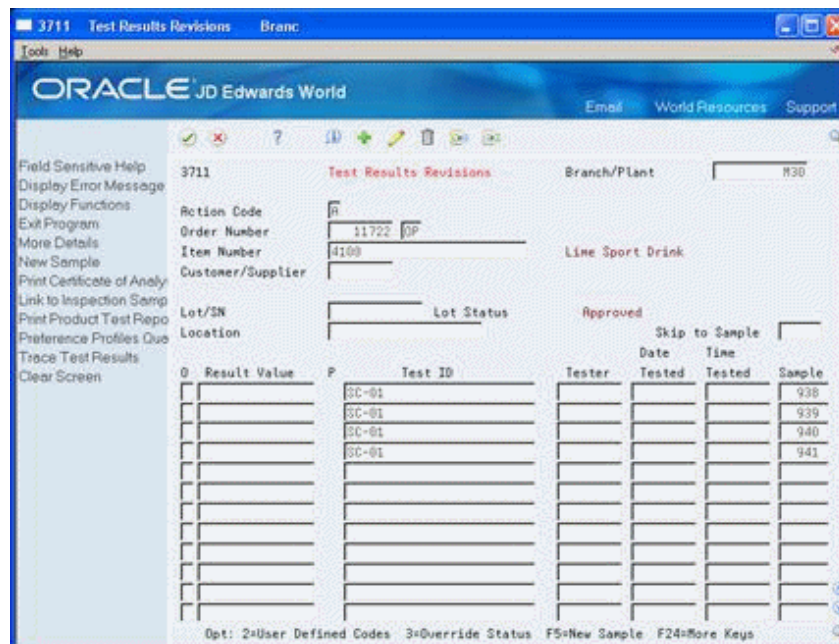 3711 Test Results Revisions Branc
Tools Help
ORACLE JD Edwards World
Email World Resources Support
Field Sensitive Help
Display Error Message
Display Functions
Exit Program
More Details
New Sample
Print Certificate of Analy
Link to Inspection Samp
Print Product Test Repo
Preference Profiles Que
Trace Test Results
Clear Screen
3711 Test Results Revisions Branch/Plant M30
Action Code A
Order Number 11722 OP
Item Number 4100 Lime Sport Drink
Customer/Supplier
Lot/SN Lot Status Approved
Location Skip to Sample
Date Time
O Result Value P Test ID Tester Tested Tested Sample
SC-01 938
SC-01 939
SC-01 940
SC-01 941
Opt: 2=User Defined Codes 3=Override Status F5=New Sample F24=More Keys